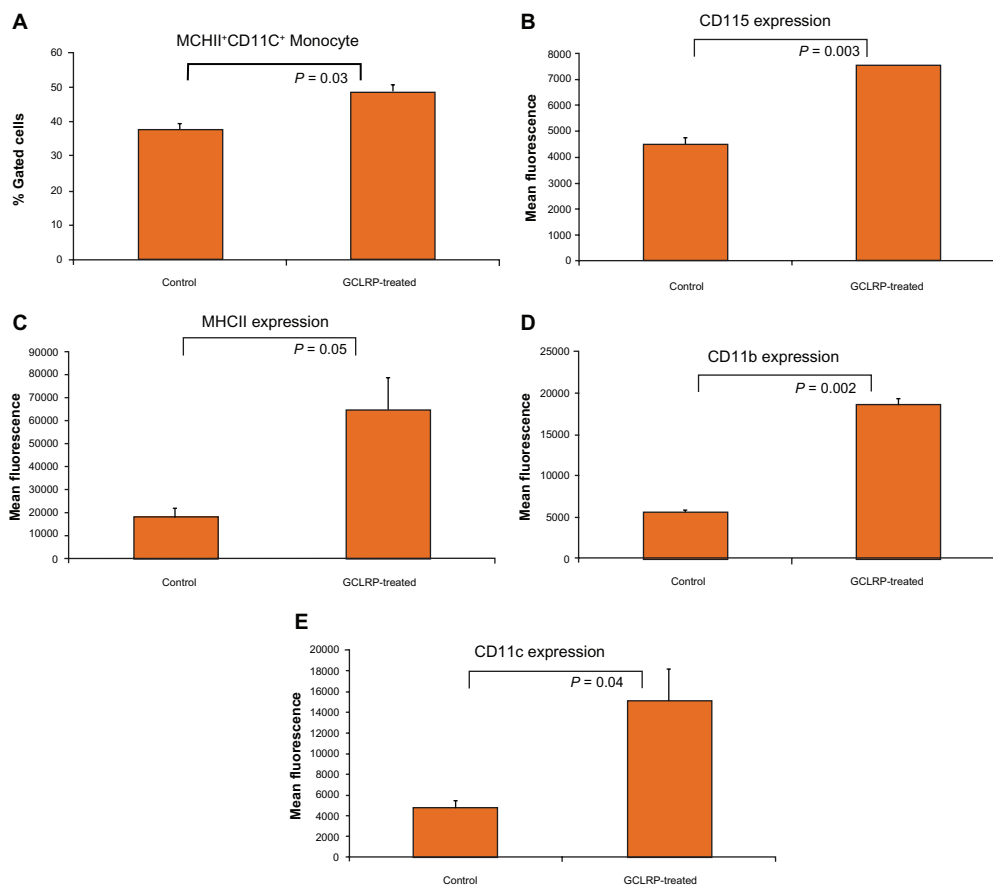 A
MCHII⁺CD11C⁺ Monocyte
P = 0.03
60
50
40
30
20
10
0
% Gated cells
Control
GCLRP-treated
B
CD115 expression
P = 0.003
8000
7000
6000
5000
4000
3000
2000
1000
0
Mean fluorescence
Control
GCLRP-treated
C
MHCII expression
P = 0.05
90000
80000
70000
60000
50000
40000
30000
20000
10000
0
Mean fluorescence
Control
GCLRP-treated
D
CD11b expression
P = 0.002
25000
20000
15000
10000
5000
0
Mean fluorescence
Control
GCLRP-treated
E
CD11c expression
P = 0.04
20000
18000
16000
14000
12000
10000
8000
6000
4000
2000
0
Mean fluorescence
Control
GCLRP-treated